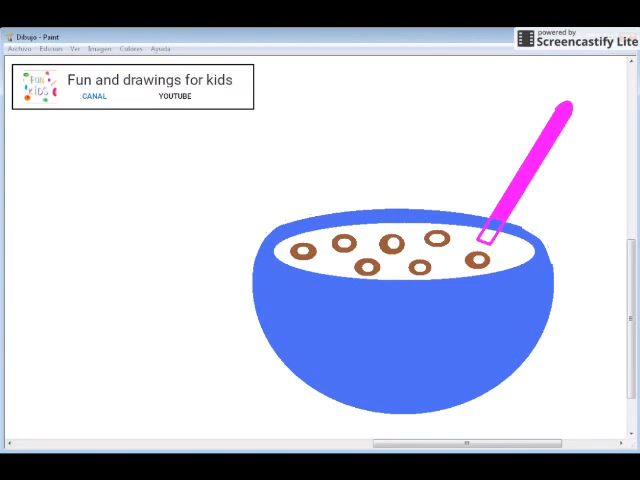 Dibujo - Paint
powered by
Screencastify Lite
Archivo Edicion Ver Imagen Colores Ayuda
FUN
KIDS
Fun and drawings for kids
CANAL YOUTUBE